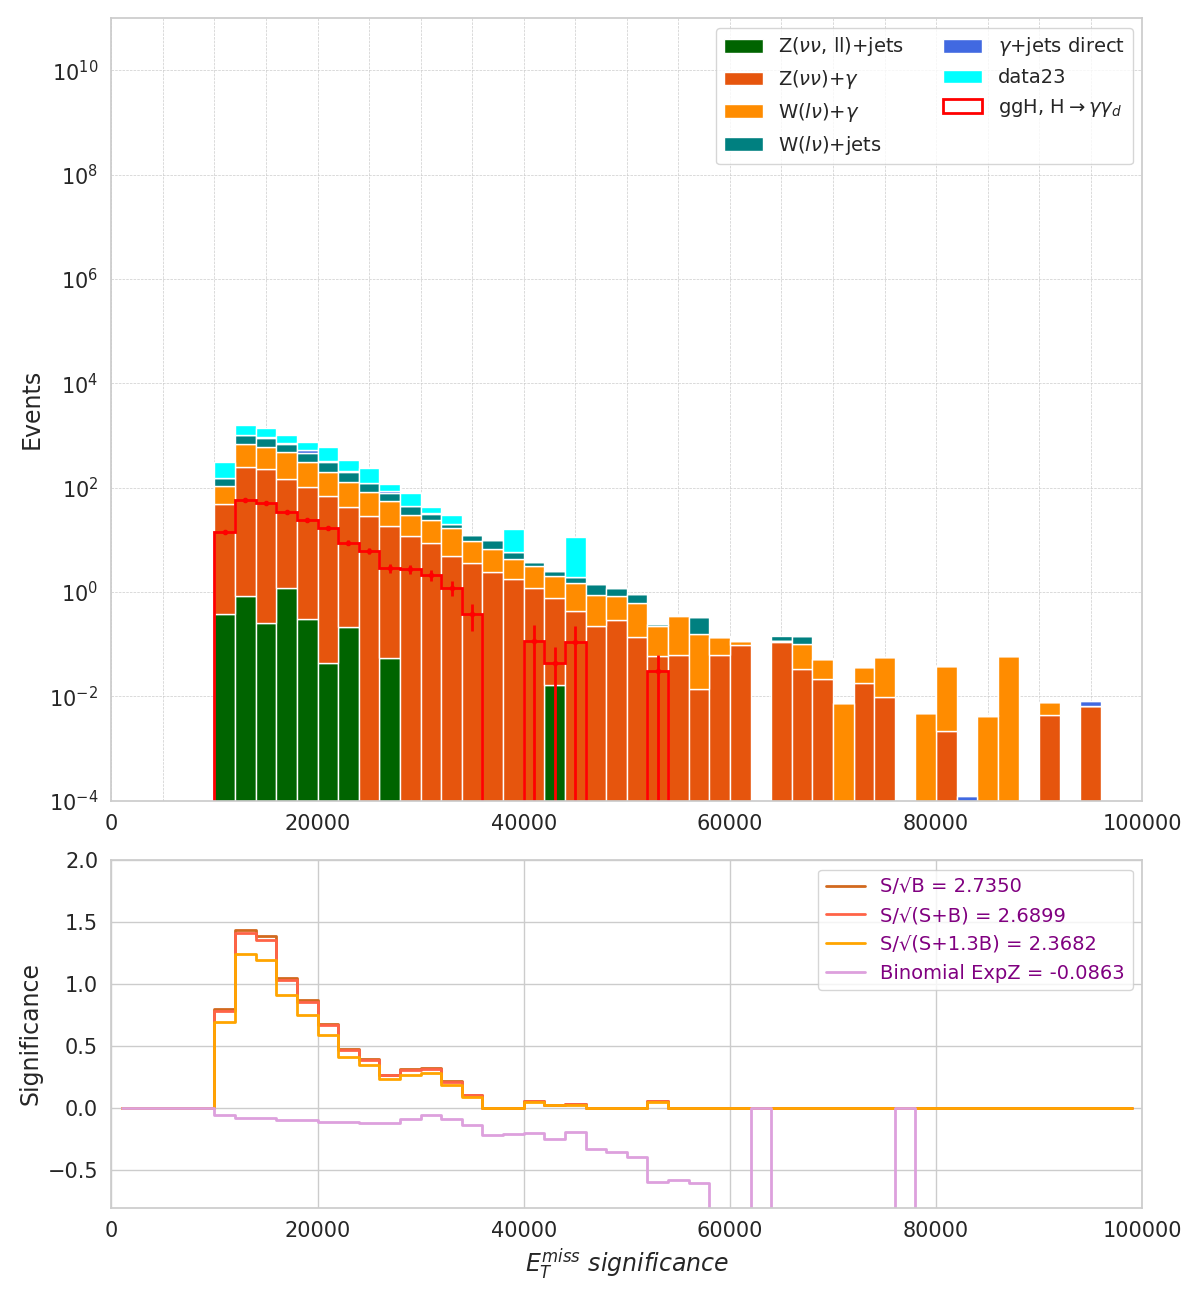 Z(νν, ll)+jets
Z(νν)+γ
W(lν)+γ
W(lν)+jets
γ+jets direct
data23
ggH, H→γγ_d
Events
10^10
10^8
10^6
10^4
10^2
10^0
10^−2
10^−4
0 20000 40000 60000 80000 100000
S/√B = 2.7350
S/√(S+B) = 2.6899
S/√(S+1.3B) = 2.3682
Binomial ExpZ = -0.0863
Significance
2.0
1.5
1.0
0.5
0.0
−0.5
0 20000 40000 60000 80000 100000
E_T^miss significance